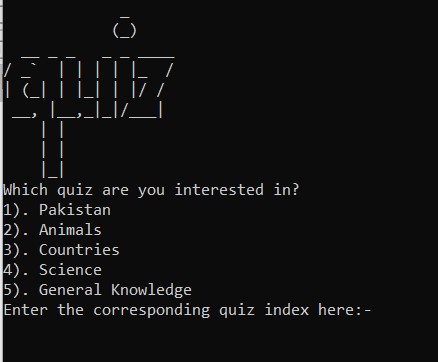 quiz
Which quiz are you interested in?
1). Pakistan
2). Animals
3). Countries
4). Science
5). General Knowledge
Enter the corresponding quiz index here:-